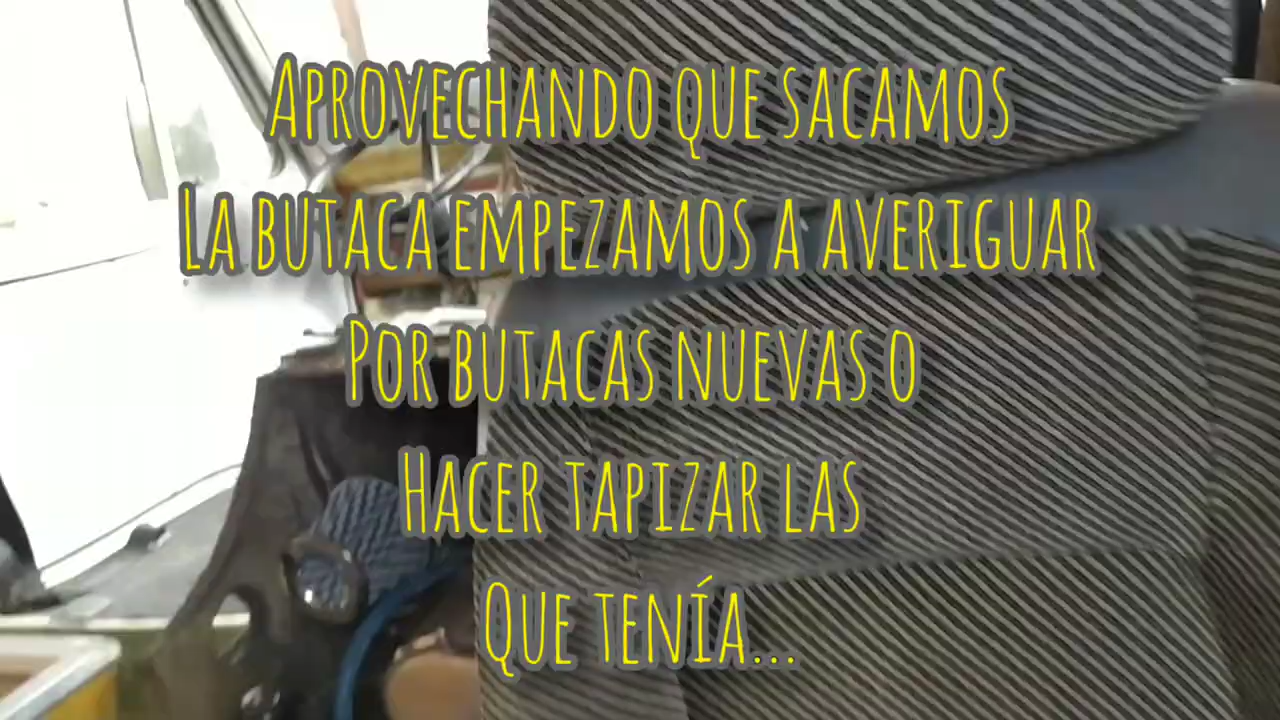 Aprovechando que sacamos
La butaca empezamos a averiguar
Por butacas nuevas o
Hacer tapizar las
Que tenía...